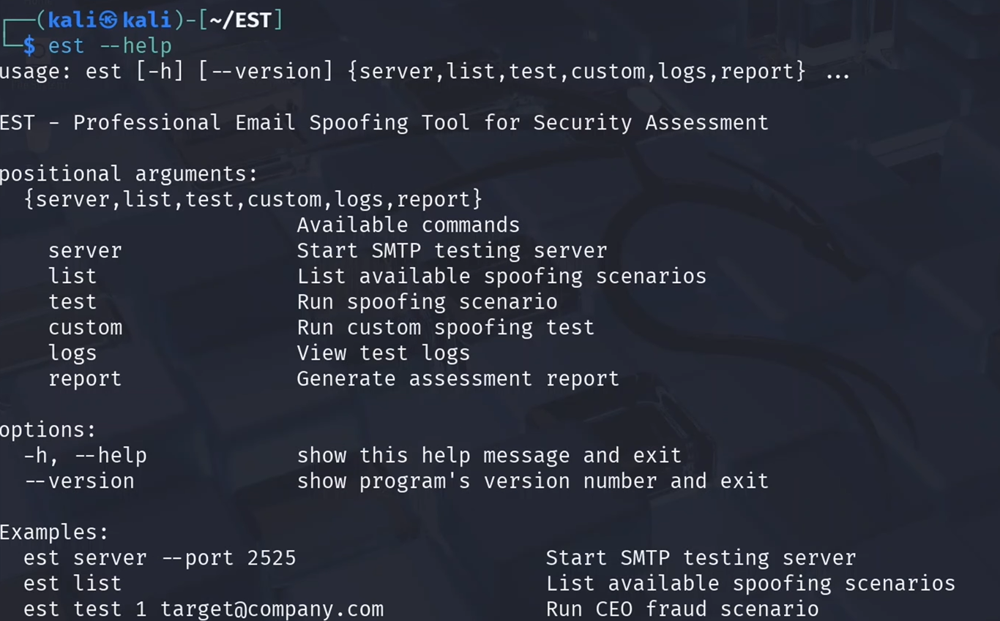 ┌──(kali㉿kali)-[~/EST]
└─$ est --help
usage: est [-h] [--version] {server,list,test,custom,logs,report} ...
EST - Professional Email Spoofing Tool for Security Assessment
positional arguments:
{server,list,test,custom,logs,report}
Available commands
server Start SMTP testing server
list List available spoofing scenarios
test Run spoofing scenario
custom Run custom spoofing test
logs View test logs
report Generate assessment report
options:
-h, --help show this help message and exit
--version show program's version number and exit
Examples:
est server --port 2525 Start SMTP testing server
est list List available spoofing scenarios
est test 1 target@company.com Run CEO fraud scenario